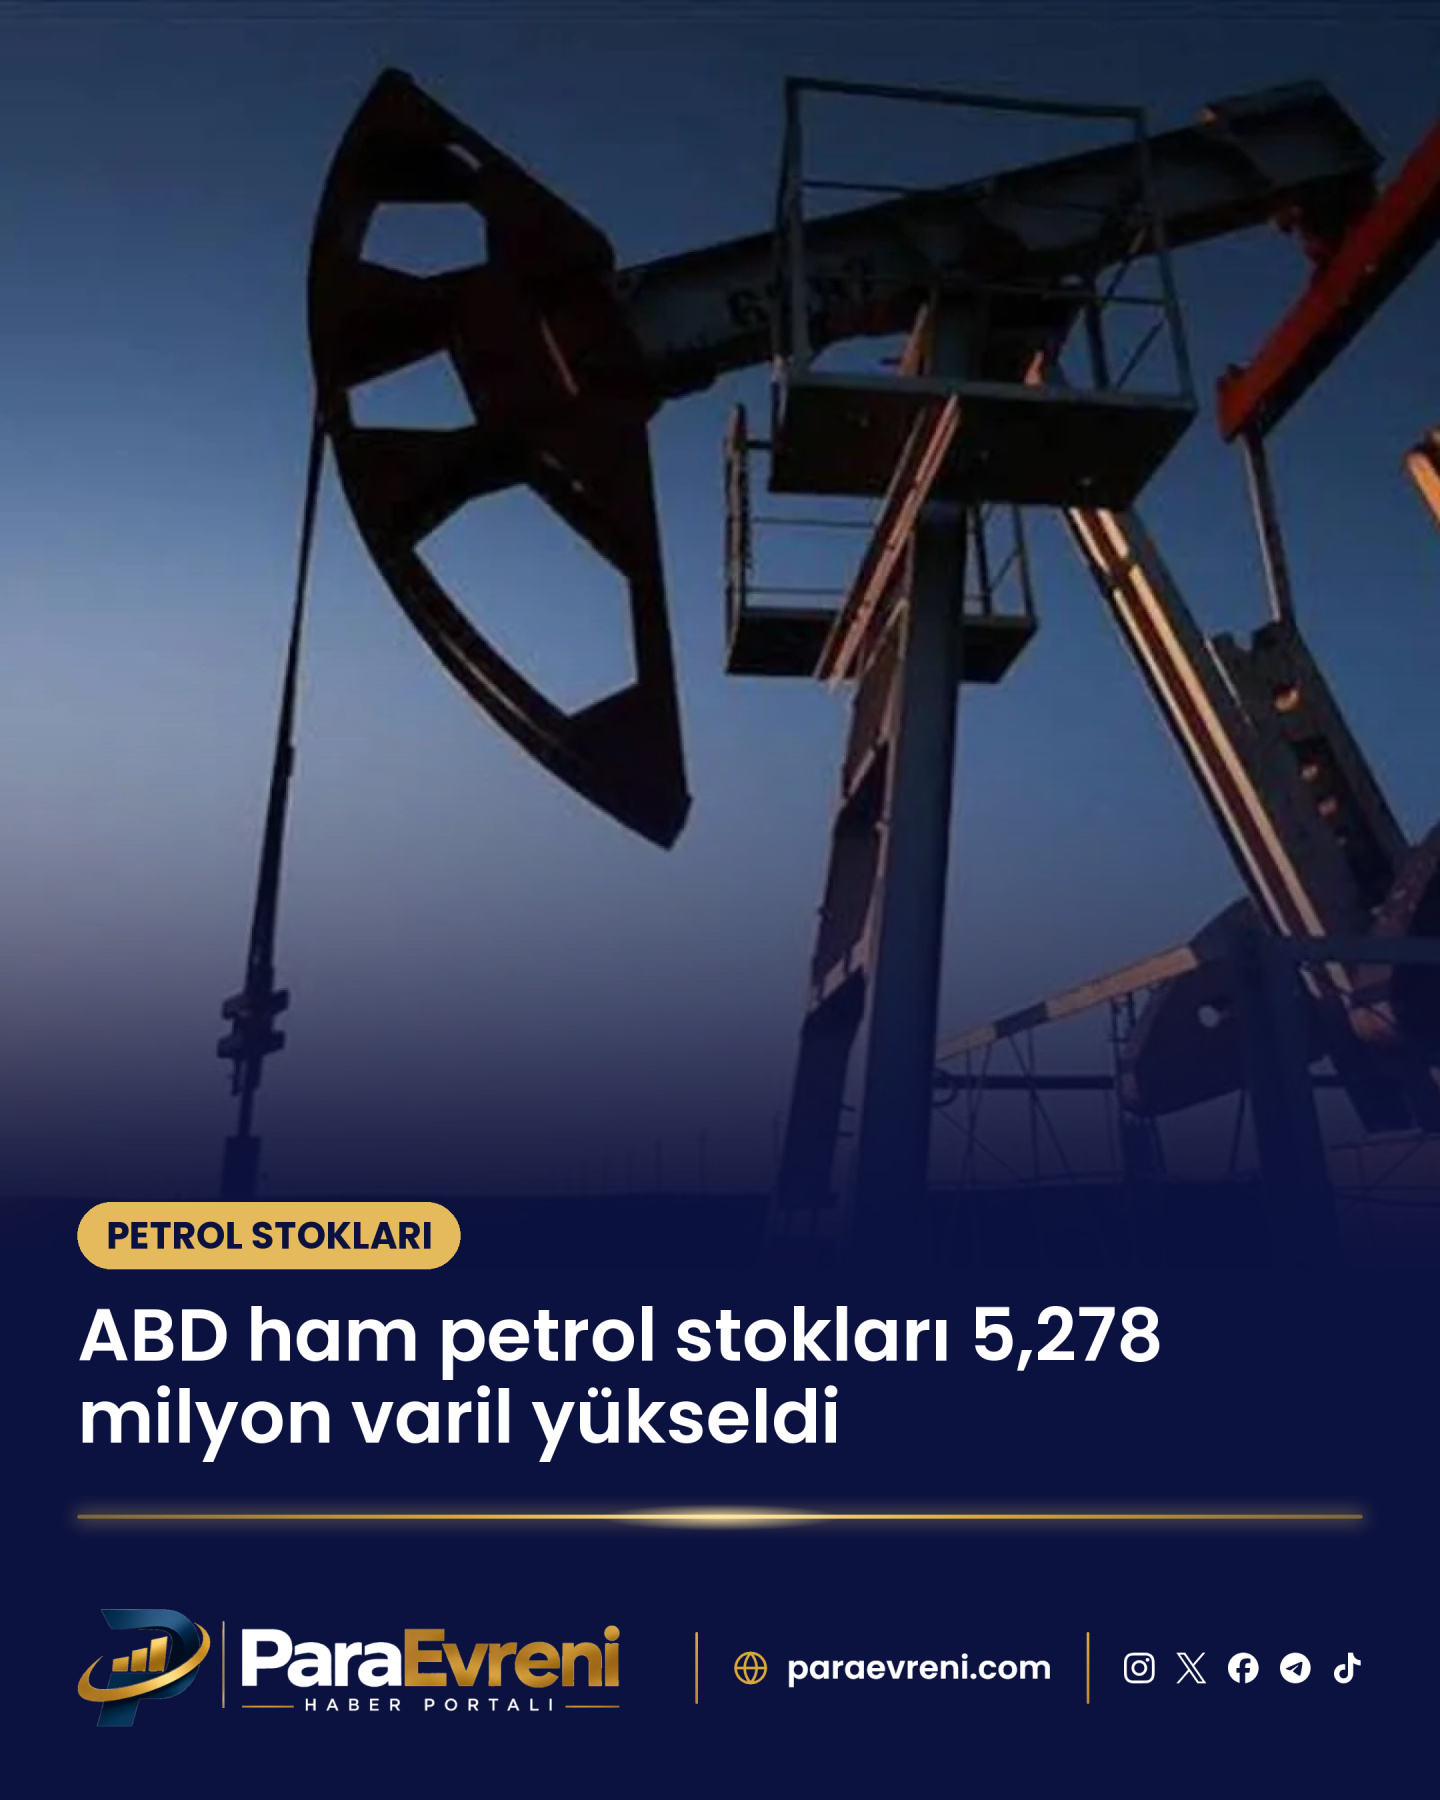 PETROL STOKLARI
ABD ham petrol stokları 5,278
milyon varil yükseldi
ParaEvreni
HABER PORTALI
paraevreni.com